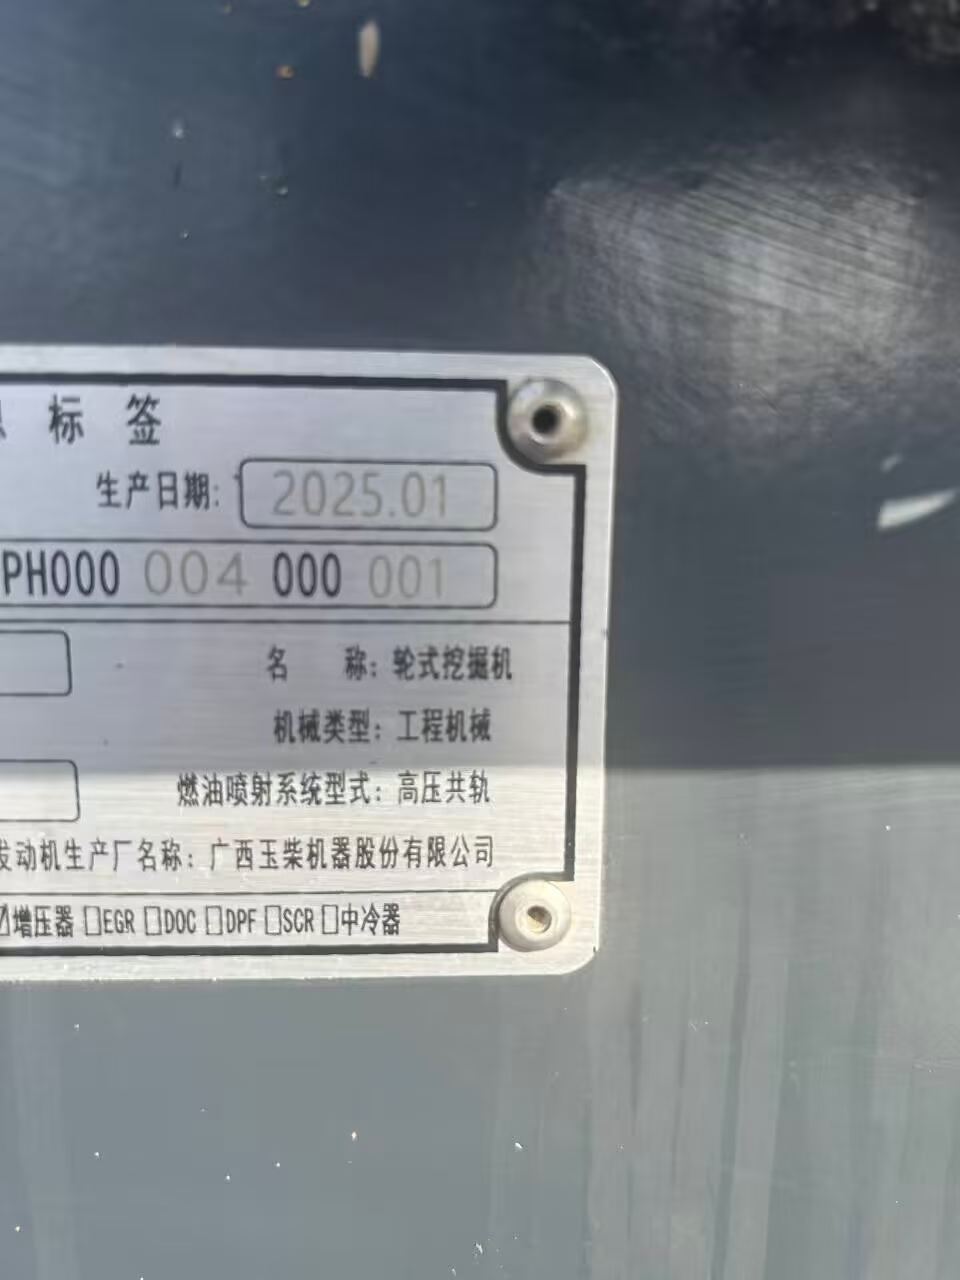 标 签
生产日期: 2025.01
PH000 004 000 001
名 称: 轮式挖掘机
机械类型: 工程机械
燃油喷射系统型式: 高压共轨
发动机生产厂名称: 广西玉柴机器股份有限公司
☑增压器 □EGR □DOC □DPF □SCR □中冷器